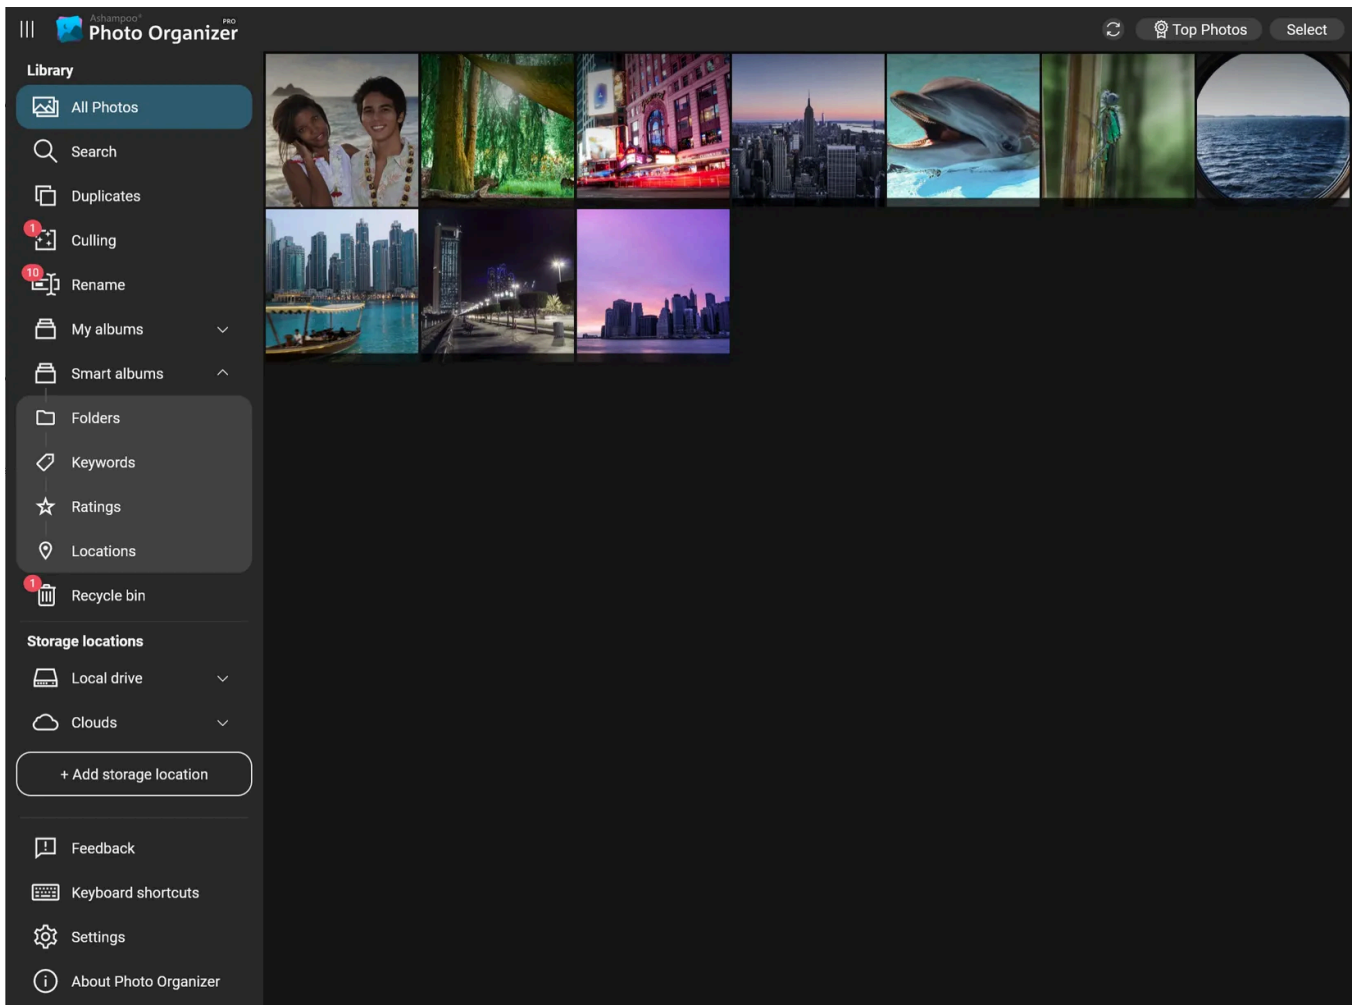 Ashampoo®
Photo Organizer PRO
Top Photos
Select
Library
All Photos
Search
Duplicates
1
Culling
10
Rename
My albums
Smart albums
Folders
Keywords
Ratings
Locations
1
Recycle bin
Storage locations
Local drive
Clouds
+ Add storage location
Feedback
Keyboard shortcuts
Settings
About Photo Organizer